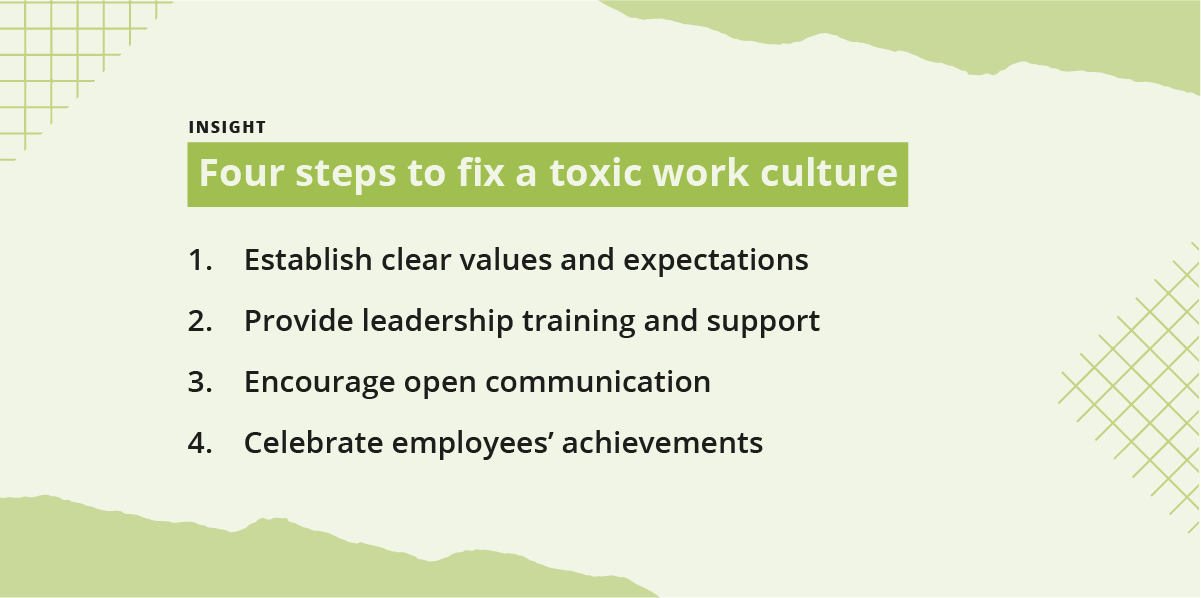 INSIGHT
Four steps to fix a toxic work culture
1. Establish clear values and expectations
2. Provide leadership training and support
3. Encourage open communication
4. Celebrate employees’ achievements